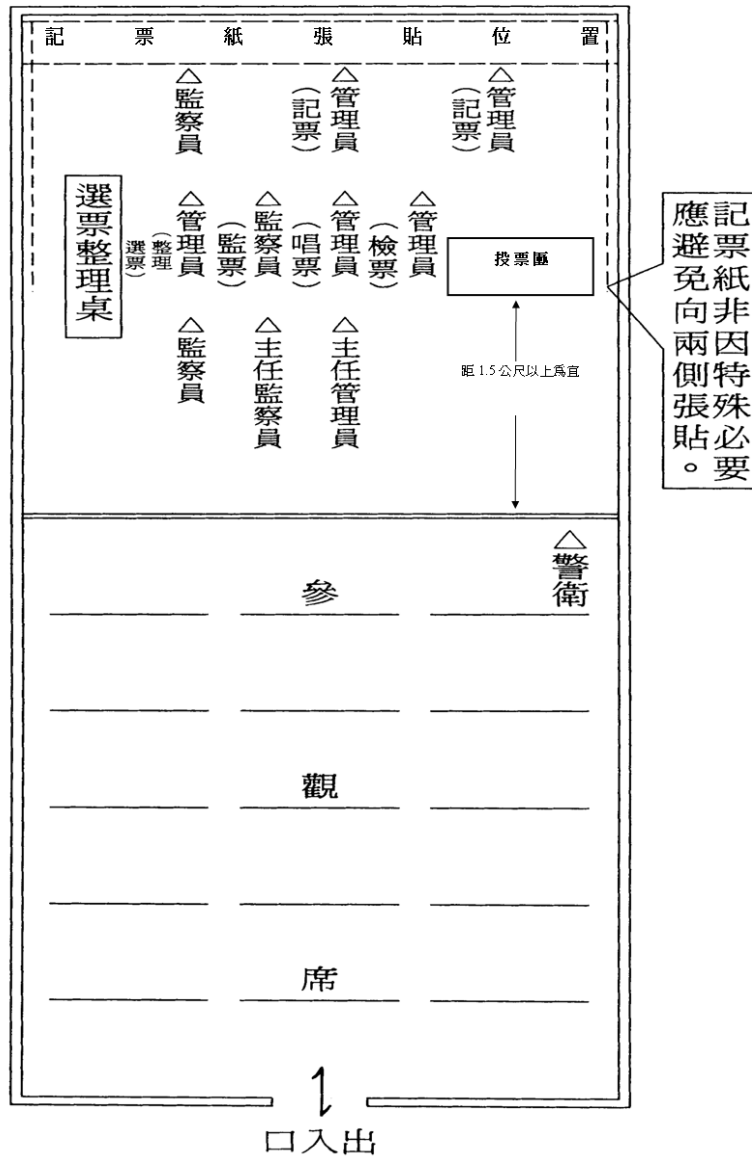 記票紙張貼位置
△監察員
△管理員
（記票）
△管理員
（記票）
選票整理桌
△管理員
（整理
選票）
△監察員
（監票）
△管理員
（唱票）
△管理員
（檢票）
投票匭
△監察員
△主任監察員
△主任管理員
距 1.5 公尺以上爲宜
記票紙非因特殊必要
應避免向兩側張貼。
△警衛
參
觀
席
出入口